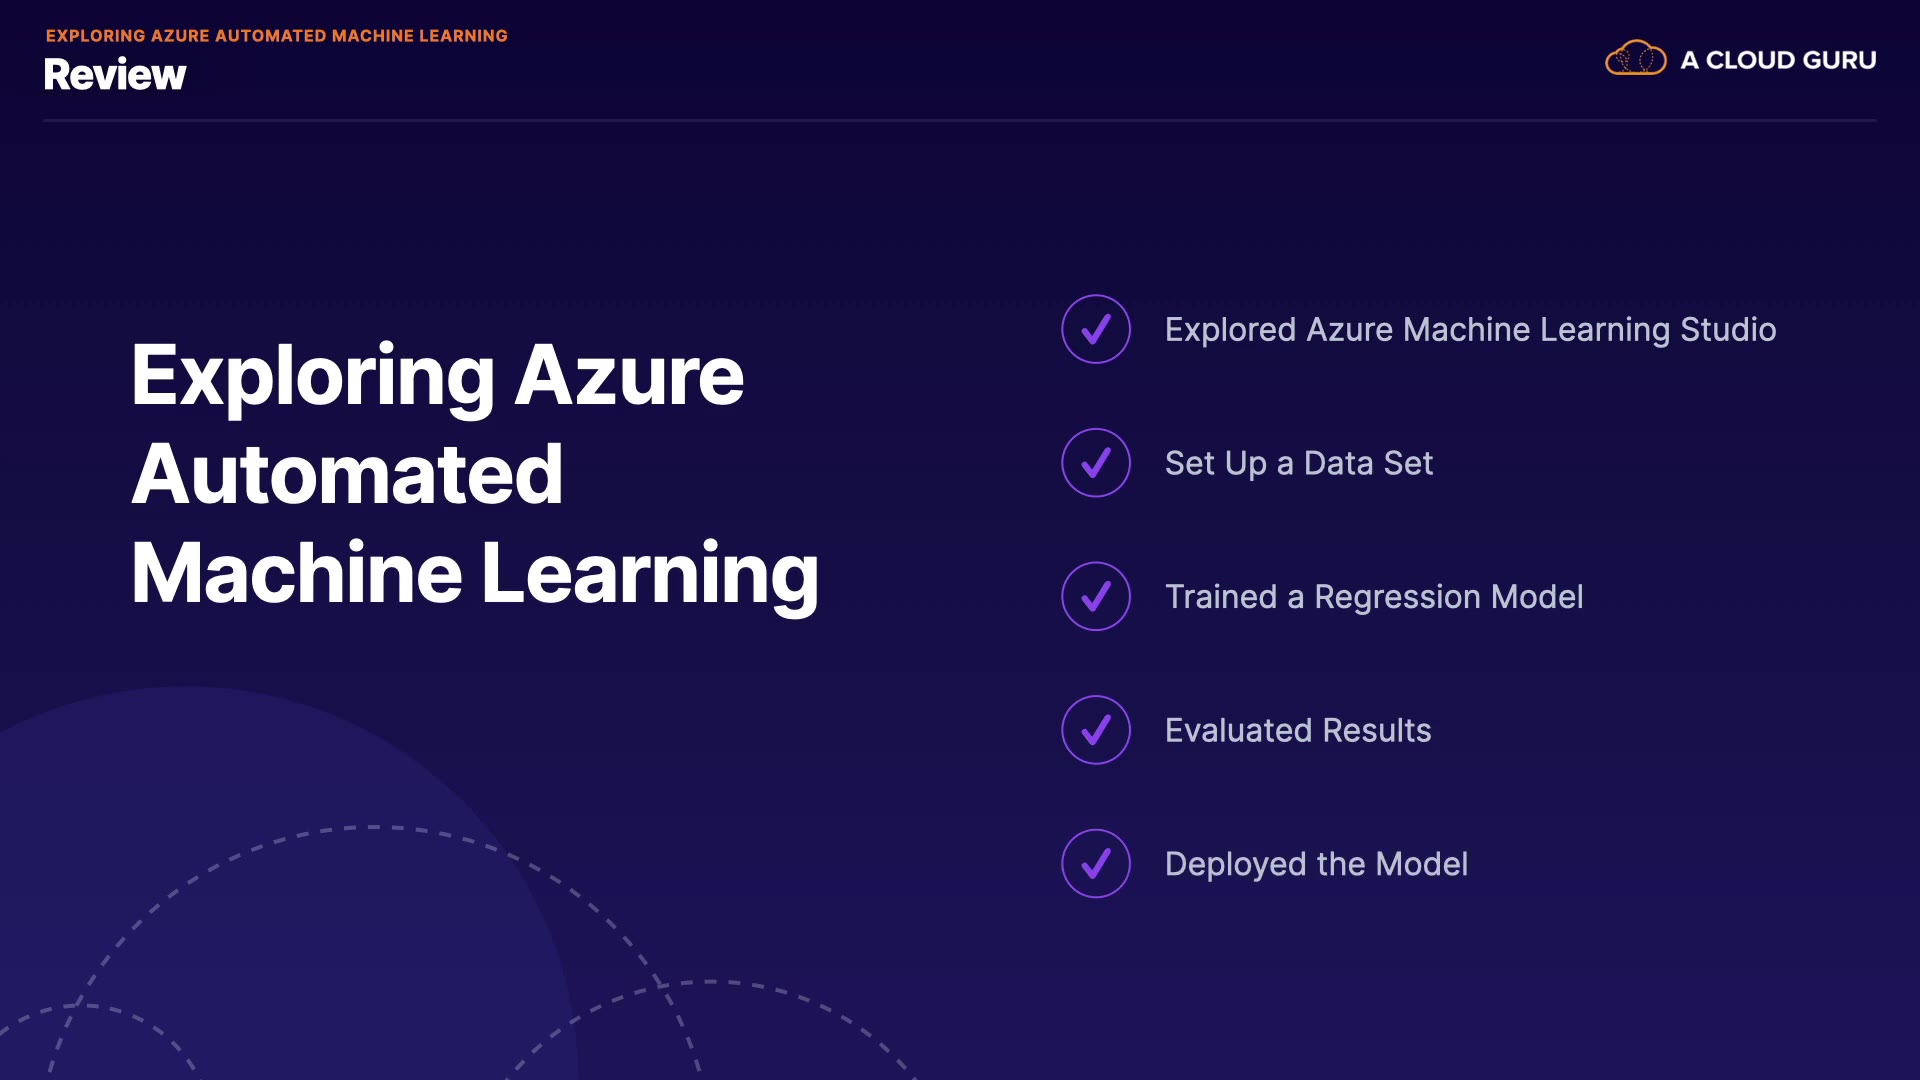 EXPLORING AZURE AUTOMATED MACHINE LEARNING
Review
A CLOUD GURU
Exploring Azure
Automated
Machine Learning
Explored Azure Machine Learning Studio
Set Up a Data Set
Trained a Regression Model
Evaluated Results
Deployed the Model